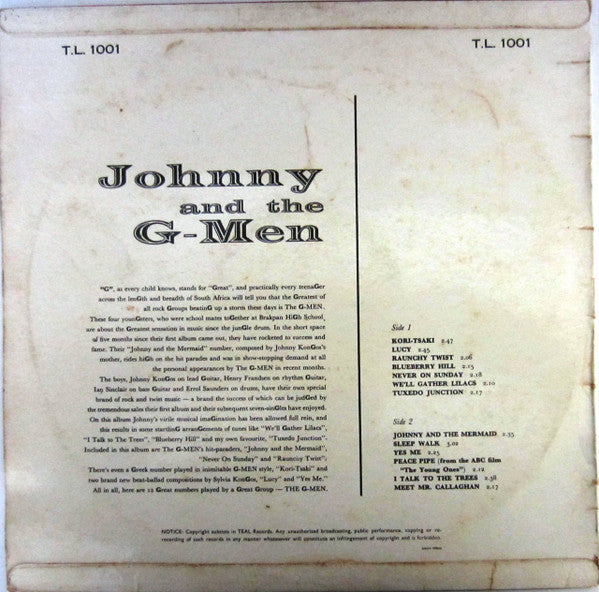 T.L. 1001
T.L. 1001
Johnny
and the
G-Men
"G", as every child knows, stands for "Great", and practically every teenaGer
across the lenGth and breadth of South Africa will tell you that the Greatest of
all rock Groups beatinG up a storm these days is The G-MEN.
These four younGsters, who were school mates toGether at Brakpan HiGh School,
are about the Greatest sensation in music since the junGle drum. In the short space
of five months since their first album came out, they have rocketed to success and
fame. Their "Johnny and the Mermaid" number, composed by Johnny KonGos's
mother, rides hiGh on the hit parades and was in show-stopping demand at all
the personal appearances by The G-MEN in recent months.
The boys, Johnny KonGos on lead Guitar, Henry Frandsen on rhythm Guitar,
Ian Sinclair on bass Guitar and Errol Saunders on drums, have their own special
brand of rock and twist music — a brand the success of which can be judGed by
the tremendous sales their first album and their subsequent seven-sinGles have enjoyed.
On this album Johnny's virile musical imaGination has been allowed full rein, and
this results in some startlinG arranGements of tunes like "We'll Gather Lilacs",
"I Talk to The Trees", "Blueberry Hill" and my own favourite, "Tuxedo Junction".
Included in this album are The G-MEN's hit-paraders, "Johnny and the Mermaid",
"Never On Sunday" and "Raunchy Twist".
There's even a Greek number played in inimitable G-MEN style, "Kori-Tsaki" and
two brand new beat-ballad compositions by Sylvia KonGos, "Lucy" and "Yes Me."
All in all, here are 12 Great numbers played by a Great Group — THE G-MEN.
Side 1
KORI-TSAKI 2.47
LUCY 2.45
RAUNCHY TWIST 2.06
BLUEBERRY HILL 2.15
NEVER ON SUNDAY 2.18
WE'LL GATHER LILACS 2.10
TUXEDO JUNCTION 2.17
Side 2
JOHNNY AND THE MERMAID 2.35
SLEEP WALK 3.02
YES ME 2.25
PEACE PIPE (from the ABC film
"The Young Ones") 2.12
I TALK TO THE TREES 2.38
MEET MR. CALLAGHAN 2.17
NOTICE: Copyright subsists in TEAL Records. Any unauthorised broadcasting, public performance, copying or re-
recording of such records in any manner whatsoever will constitute an infringement of copyright and is forbidden.